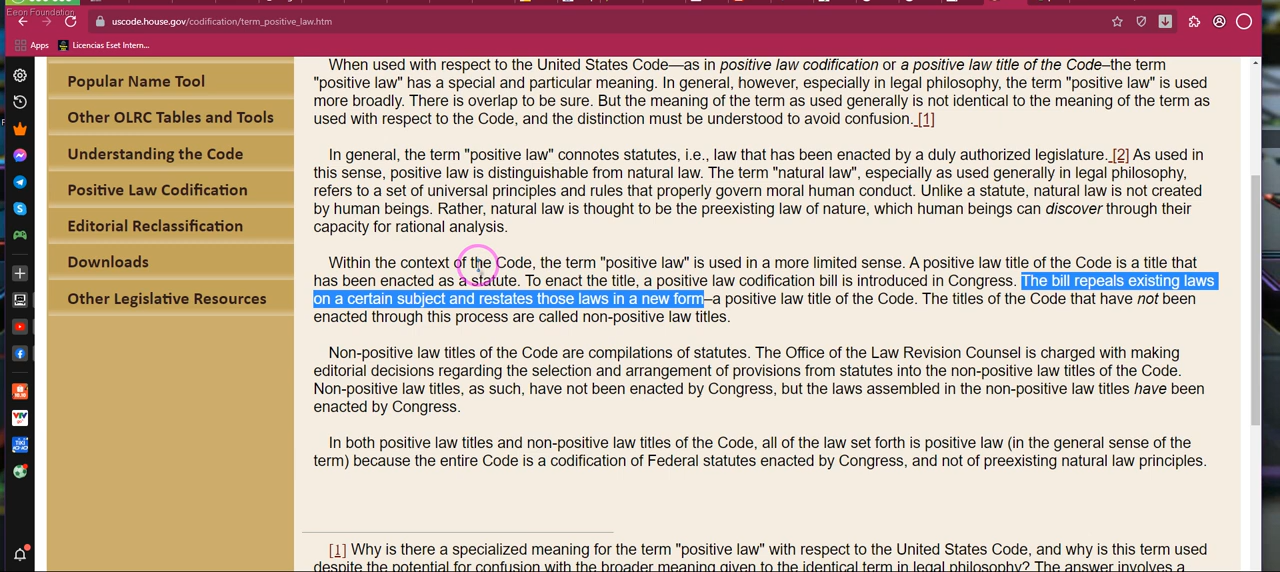 Eeon Foundation
uscode.house.gov/codification/term_positive_law.htm
Apps
Licencias Eset Intern...
Popular Name Tool
Other OLRC Tables and Tools
Understanding the Code
Positive Law Codification
Editorial Reclassification
Downloads
Other Legislative Resources
When used with respect to the United States Code—as in positive law codification or a positive law title of the Code–the term
"positive law" has a special and particular meaning. In general, however, especially in legal philosophy, the term "positive law" is used
more broadly. There is overlap to be sure. But the meaning of the term as used generally is not identical to the meaning of the term as
used with respect to the Code, and the distinction must be understood to avoid confusion. [1]
In general, the term "positive law" connotes statutes, i.e., law that has been enacted by a duly authorized legislature. [2] As used in
this sense, positive law is distinguishable from natural law. The term "natural law", especially as used generally in legal philosophy,
refers to a set of universal principles and rules that properly govern moral human conduct. Unlike a statute, natural law is not created
by human beings. Rather, natural law is thought to be the preexisting law of nature, which human beings can discover through their
capacity for rational analysis.
Within the context of the Code, the term "positive law" is used in a more limited sense. A positive law title of the Code is a title that
has been enacted as a statute. To enact the title, a positive law codification bill is introduced in Congress. The bill repeals existing laws
on a certain subject and restates those laws in a new form–a positive law title of the Code. The titles of the Code that have not been
enacted through this process are called non-positive law titles.
Non-positive law titles of the Code are compilations of statutes. The Office of the Law Revision Counsel is charged with making
editorial decisions regarding the selection and arrangement of provisions from statutes into the non-positive law titles of the Code.
Non-positive law titles, as such, have not been enacted by Congress, but the laws assembled in the non-positive law titles have been
enacted by Congress.
In both positive law titles and non-positive law titles of the Code, all of the law set forth is positive law (in the general sense of the
term) because the entire Code is a codification of Federal statutes enacted by Congress, and not of preexisting natural law principles.
[1] Why is there a specialized meaning for the term "positive law" with respect to the United States Code, and why is this term used
despite the potential for confusion with the broader meaning given to the identical term in legal philosophy? The answer involves a